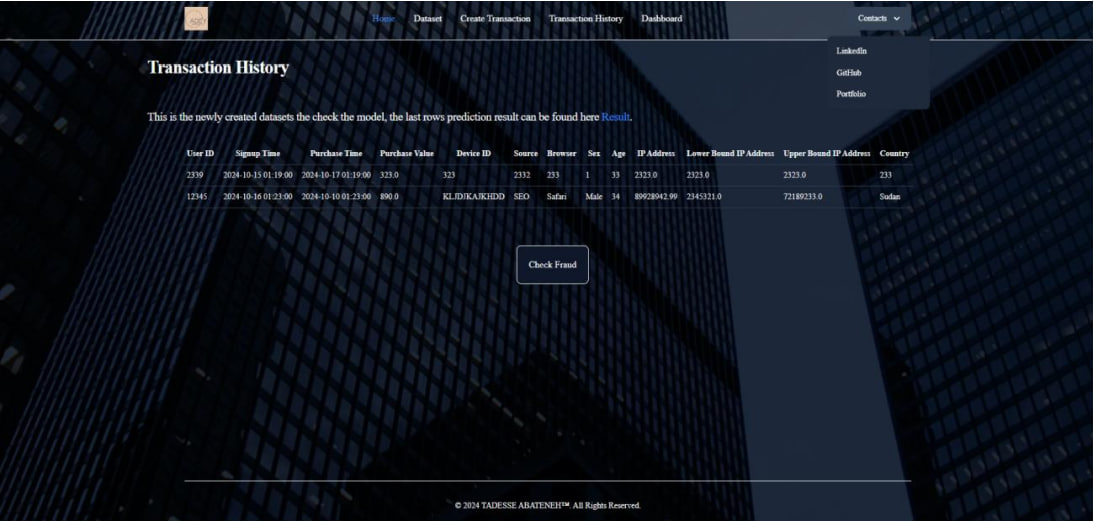 Home Dataset Create Transaction Transaction History Dashboard Contacts
LinkedIn
GitHub
Portfolio
Transaction History
This is the newly created datasets the check the model, the last rows prediction result can be found here Result.
User ID Signup Time Purchase Time Purchase Value Device ID Source Browser Sex Age IP Address Lower Bound IP Address Upper Bound IP Address Country
2339 2024-10-15 01:19:00 2024-10-17 01:19:00 323.0 323 2332 233 1 33 2323.0 2323.0 2323.0 233
12345 2024-10-16 01:23:00 2024-10-10 01:23:00 890.0 KLJDJKAJKHDD SEO Safari Male 34 89928942.99 2345321.0 72189233.0 Sudan
Check Fraud
© 2024 TADESSE ABATENEH™. All Rights Reserved.